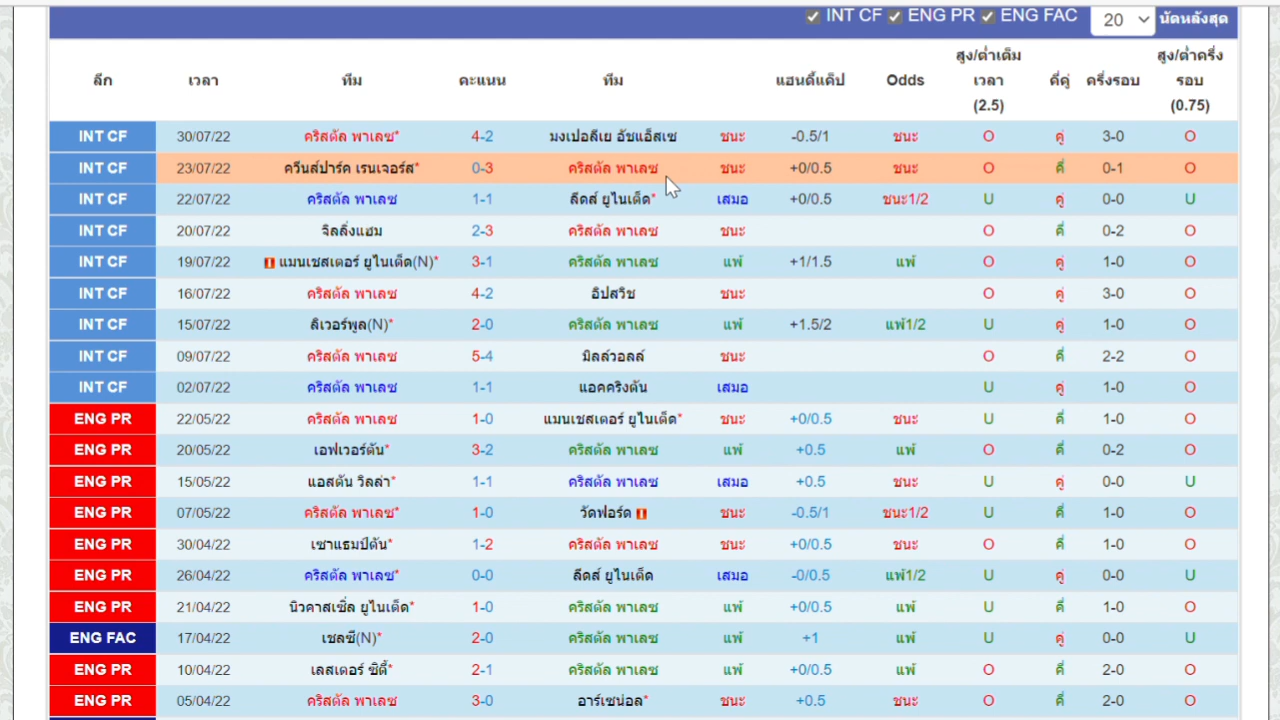 INT CF ENG PR ENG FAC 20 นัดหลังสุด
ลีก เวลา ทีม คะแนน ทีม แฮนดี้แค็ป Odds สูง/ต่ำเต็มเวลา (2.5) คี่คู่ ครึ่งรอบ สูง/ต่ำครึ่งรอบ (0.75)
INT CF 30/07/22 คริสตัล พาเลซ* 4-2 มงเปอลีเย อัชแอ็สเซ ชนะ -0.5/1 ชนะ O คู่ 3-0 O
INT CF 23/07/22 ควีนส์ปาร์ค เรนเจอร์ส* 0-3 คริสตัล พาเลซ ชนะ +0/0.5 ชนะ O คี่ 0-1 O
INT CF 22/07/22 คริสตัล พาเลซ 1-1 ลีดส์ ยูไนเต็ด* เสมอ +0/0.5 ชนะ1/2 U คู่ 0-0 U
INT CF 20/07/22 จิลลิ่งแฮม 2-3 คริสตัล พาเลซ ชนะ O คี่ 0-2 O
INT CF 19/07/22 1 แมนเชสเตอร์ ยูไนเต็ด(N)* 3-1 คริสตัล พาเลซ แพ้ +1/1.5 แพ้ O คู่ 1-0 O
INT CF 16/07/22 คริสตัล พาเลซ 4-2 อิปสวิช ชนะ O คู่ 3-0 O
INT CF 15/07/22 ลิเวอร์พูล(N)* 2-0 คริสตัล พาเลซ แพ้ +1.5/2 แพ้1/2 U คู่ 1-0 O
INT CF 09/07/22 คริสตัล พาเลซ 5-4 มิลล์วอลล์ ชนะ O คี่ 2-2 O
INT CF 02/07/22 คริสตัล พาเลซ 1-1 แอคคริงตัน เสมอ U คู่ 1-0 O
ENG PR 22/05/22 คริสตัล พาเลซ 1-0 แมนเชสเตอร์ ยูไนเต็ด* ชนะ +0/0.5 ชนะ U คี่ 1-0 O
ENG PR 20/05/22 เอฟเวอร์ตัน* 3-2 คริสตัล พาเลซ แพ้ +0.5 แพ้ O คี่ 0-2 O
ENG PR 15/05/22 แอสตัน วิลล่า* 1-1 คริสตัล พาเลซ เสมอ +0.5 ชนะ U คู่ 0-0 U
ENG PR 07/05/22 คริสตัล พาเลซ* 1-0 วัดฟอร์ด 1 ชนะ -0.5/1 ชนะ1/2 U คี่ 1-0 O
ENG PR 30/04/22 เซาแธมป์ตัน* 1-2 คริสตัล พาเลซ ชนะ +0/0.5 ชนะ O คี่ 1-0 O
ENG PR 26/04/22 คริสตัล พาเลซ* 0-0 ลีดส์ ยูไนเต็ด เสมอ -0/0.5 แพ้1/2 U คู่ 0-0 U
ENG PR 21/04/22 นิวคาสเซิ่ล ยูไนเต็ด* 1-0 คริสตัล พาเลซ แพ้ +0/0.5 แพ้ U คี่ 1-0 O
ENG FAC 17/04/22 เชลซี(N)* 2-0 คริสตัล พาเลซ แพ้ +1 แพ้ U คู่ 0-0 U
ENG PR 10/04/22 เลสเตอร์ ซิตี้* 2-1 คริสตัล พาเลซ แพ้ +0/0.5 แพ้ O คี่ 2-0 O
ENG PR 05/04/22 คริสตัล พาเลซ 3-0 อาร์เซน่อล* ชนะ +0.5 ชนะ O คี่ 2-0 O